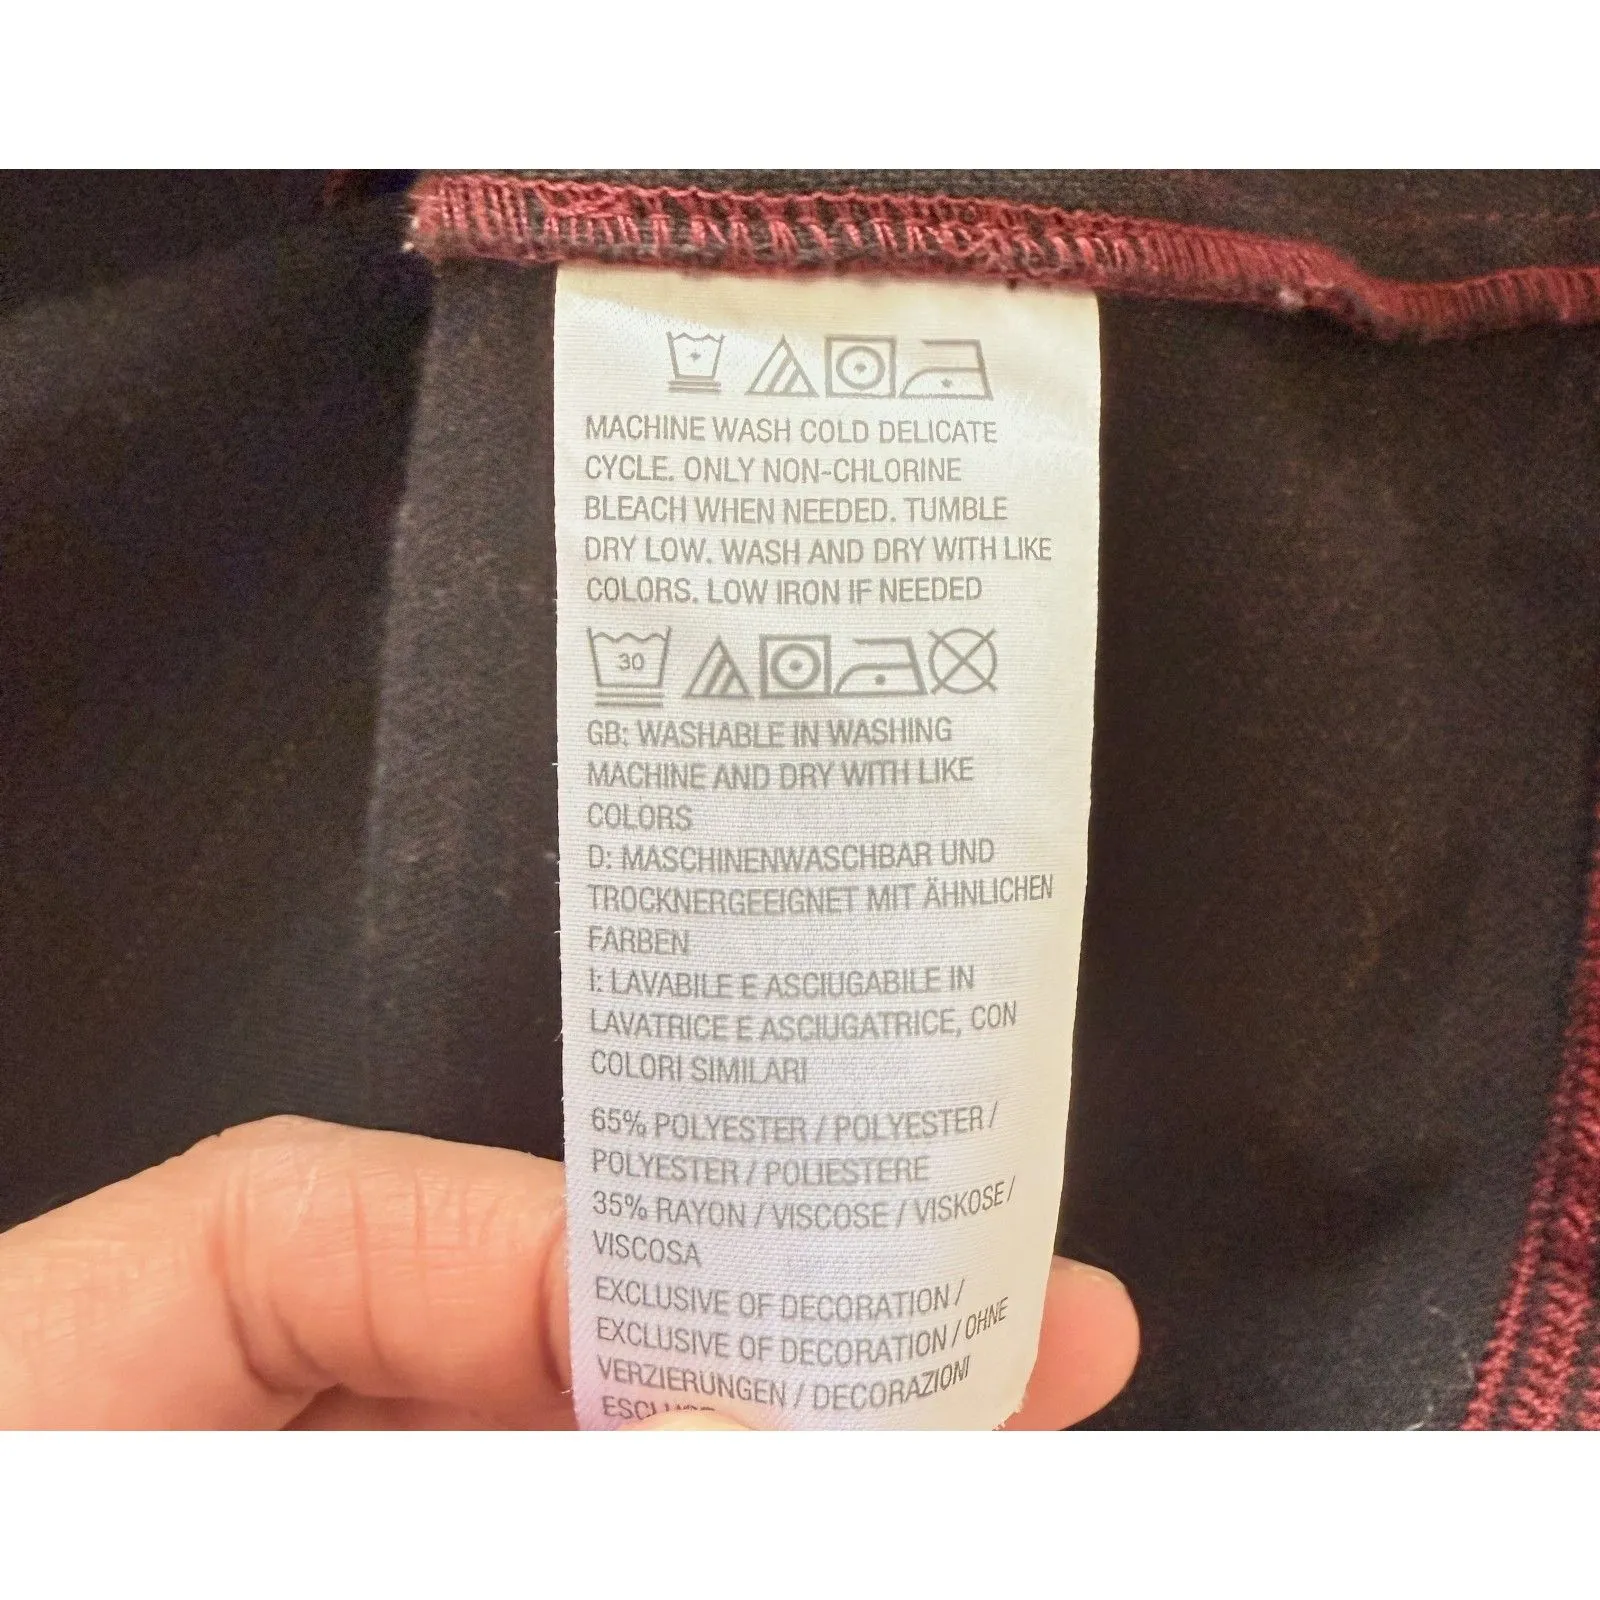 MACHINE WASH COLD DELICATE
CYCLE. ONLY NON-CHLORINE
BLEACH WHEN NEEDED. TUMBLE
DRY LOW. WASH AND DRY WITH LIKE
COLORS. LOW IRON IF NEEDED
30
GB: WASHABLE IN WASHING
MACHINE AND DRY WITH LIKE
COLORS
D: MASCHINENWASCHBAR UND
TROCKNERGEEIGNET MIT ÄHNLICHEN
FARBEN
I: LAVABILE E ASCIUGABILE IN
LAVATRICE E ASCIUGATRICE, CON
COLORI SIMILARI
65% POLYESTER / POLYESTER /
POLYESTER / POLIESTERE
35% RAYON / VISCOSE / VISKOSE /
VISCOSA
EXCLUSIVE OF DECORATION /
EXCLUSIVE OF DECORATION / OHNE
VERZIERUNGEN / DECORAZIONI